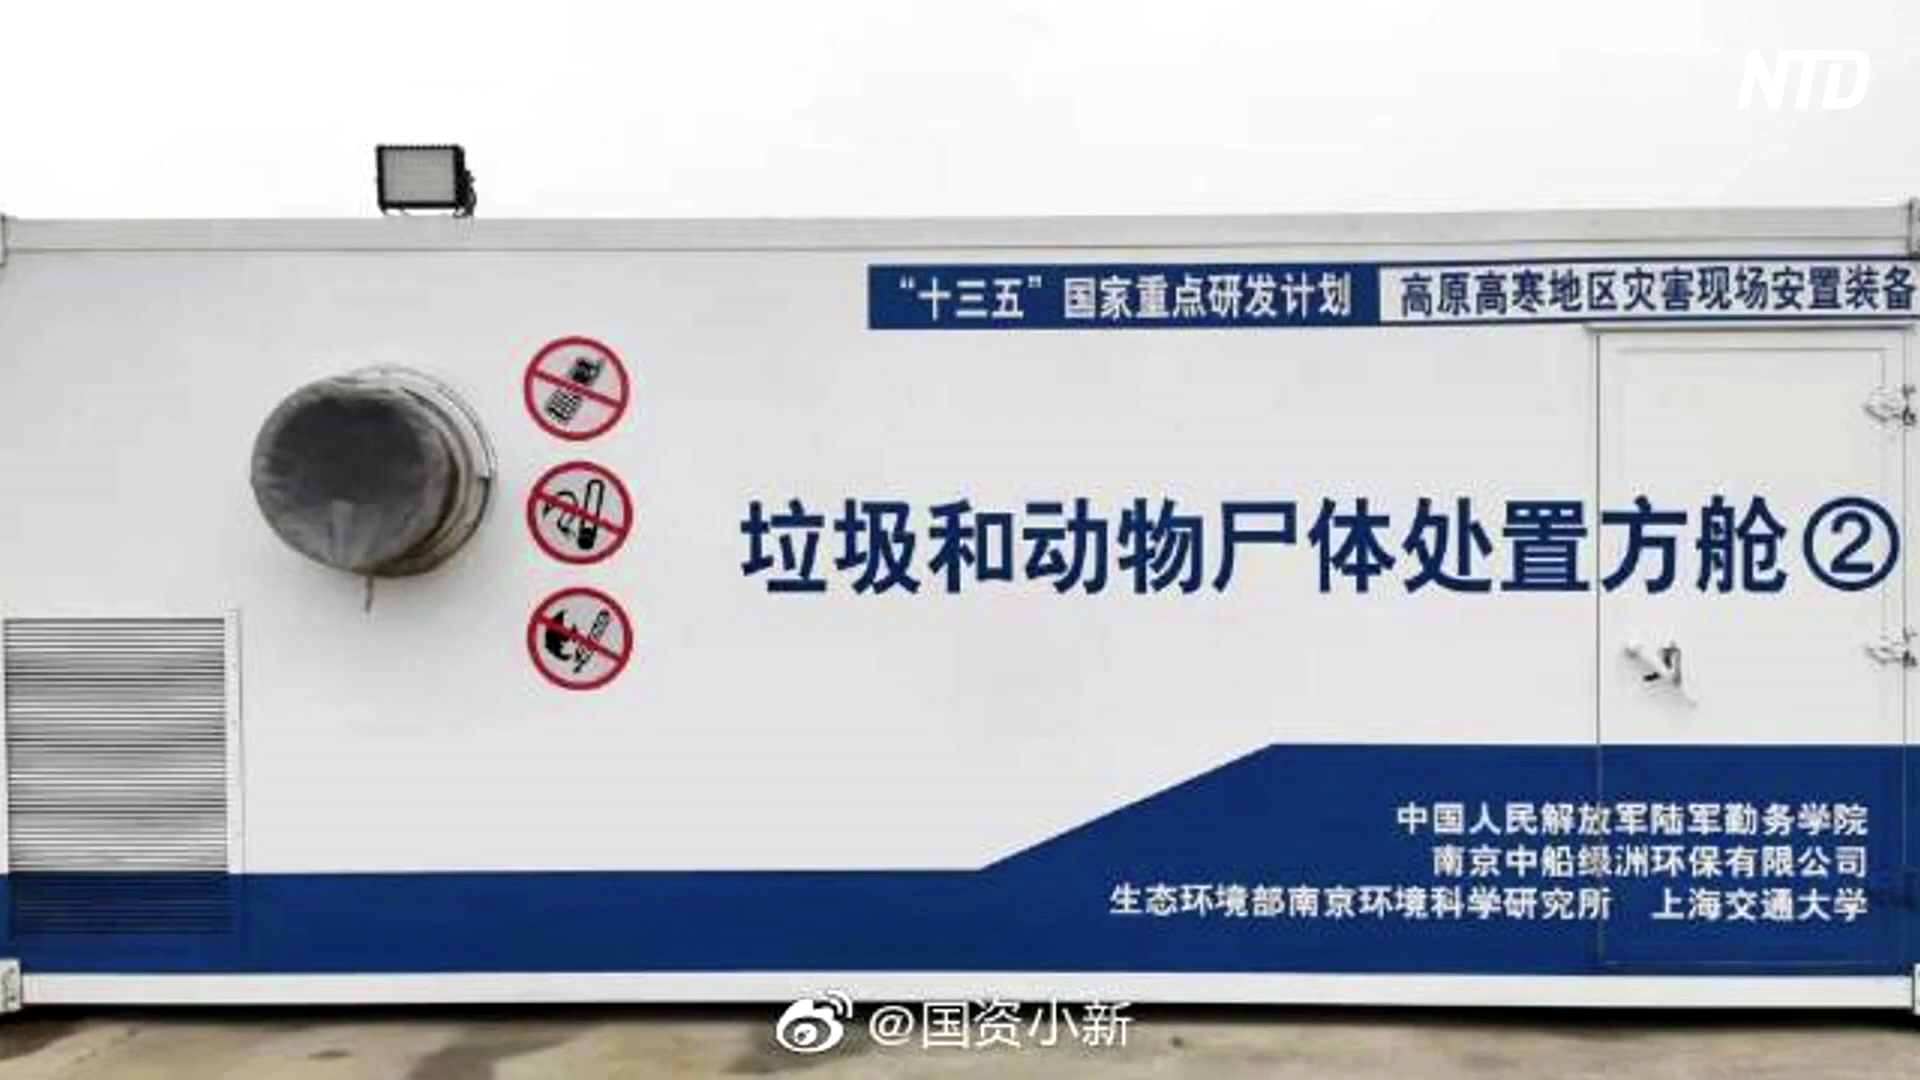 NTD
“十三五”国家重点研发计划 高原高寒地区灾害现场安置装备
垃圾和动物尸体处置方舱②
中国人民解放军陆军勤务学院
南京中船绿洲环保有限公司
生态环境部南京环境科学研究所 上海交通大学
@国资小新